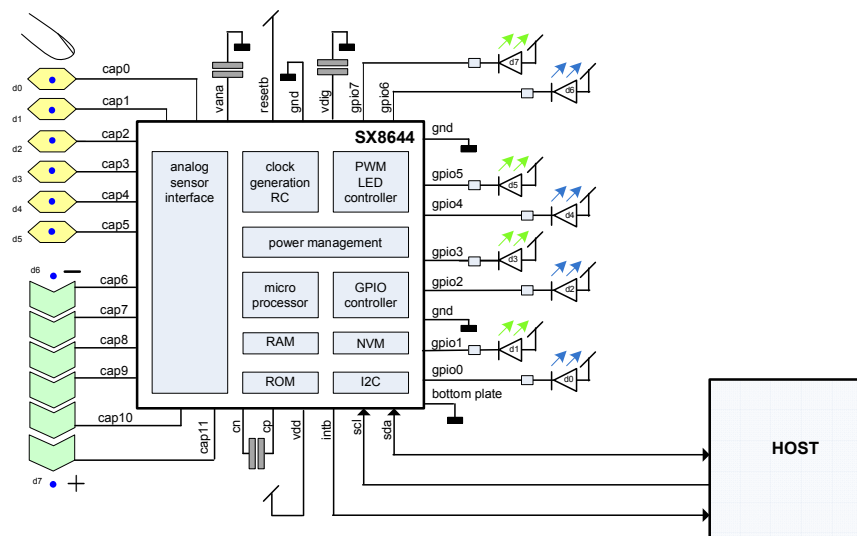 d0
cap0
d1
cap1
d2
cap2
d3
cap3
d4
cap4
d5
cap5
d6
−
cap6
cap7
cap8
cap9
cap10
cap11
d7
+
vana
resetb
gnd
vdig
gpio7
gpio6
SX8644
analog
sensor
interface
clock
generation
RC
PWM
LED
controller
power management
micro
processor
GPIO
controller
RAM
NVM
ROM
I2C
cn
cp
vdd
intb
scl
sda
d7
d6
gnd
gpio5
d5
gpio4
d4
gpio3
d3
gpio2
d2
gnd
gpio1
d1
gpio0
d0
bottom plate
HOST